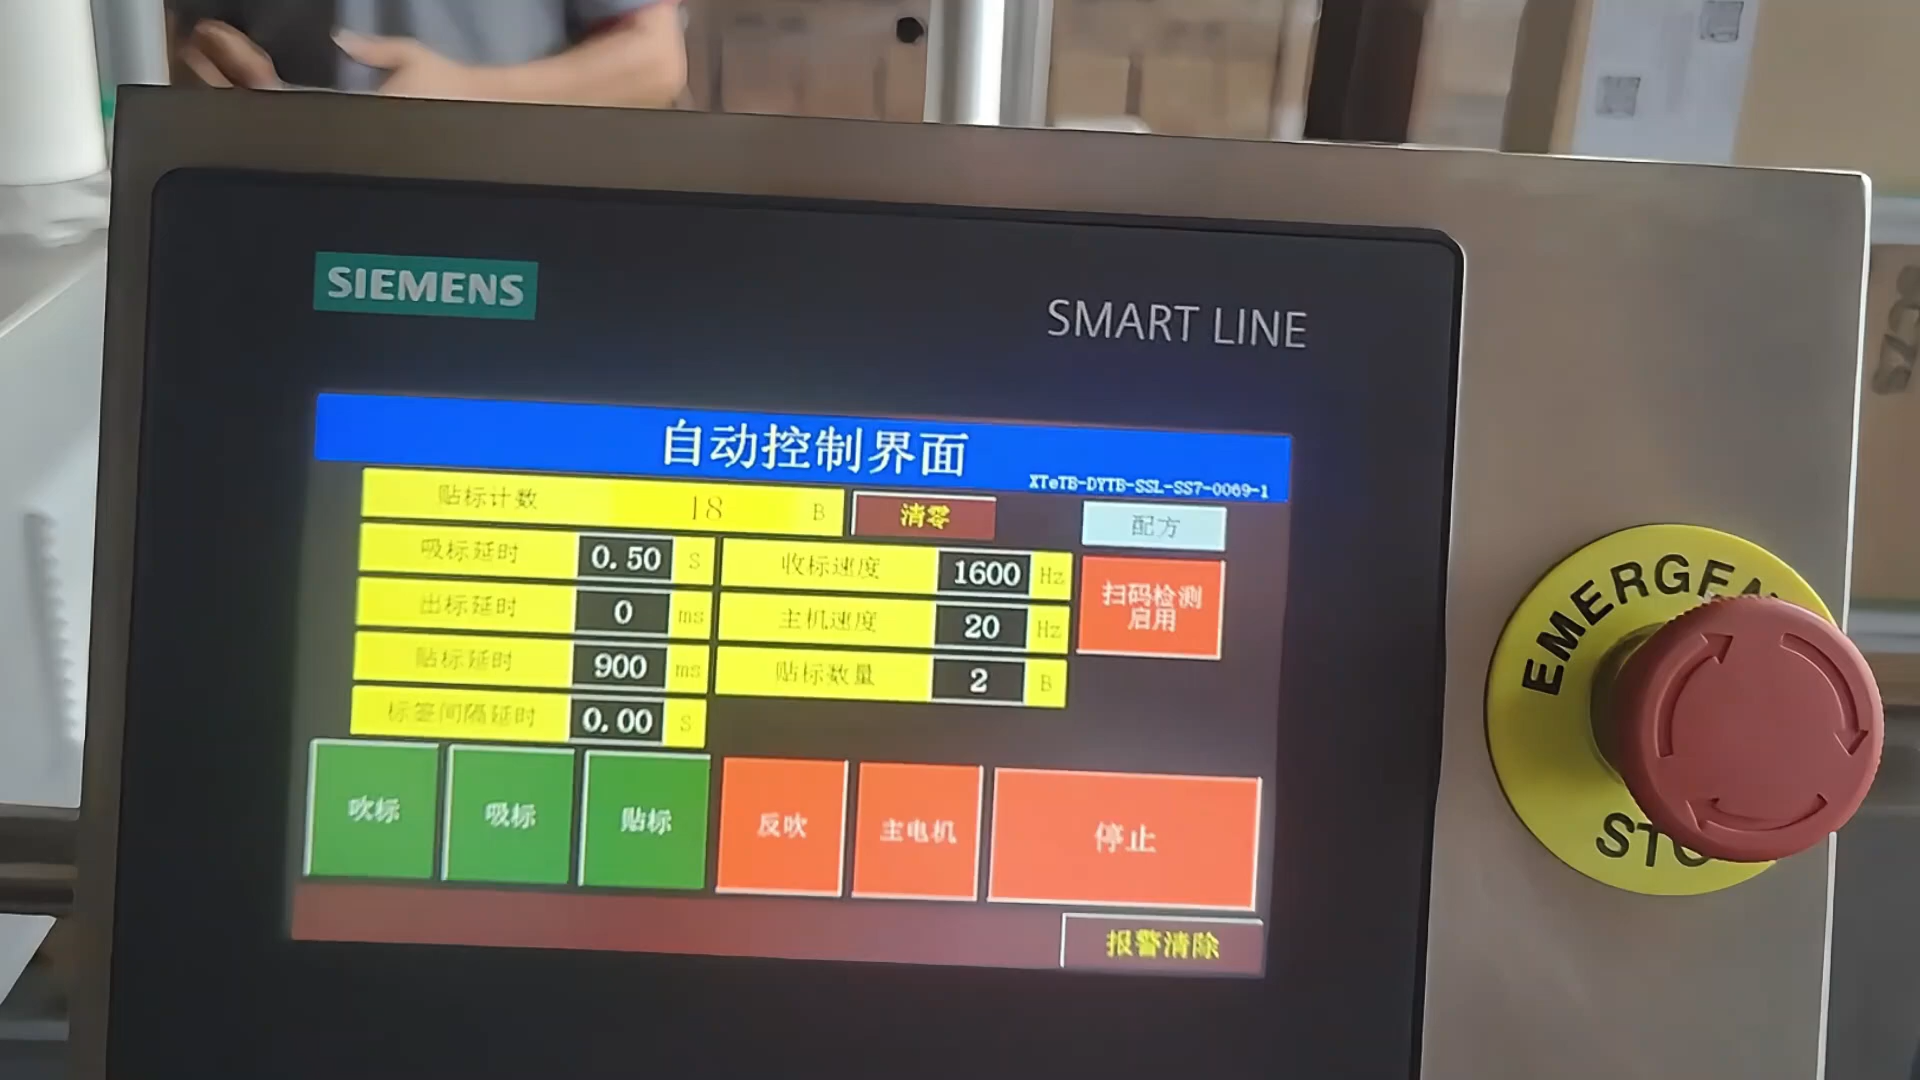 SIEMENS
SMART LINE
自动控制界面
XTeTB-DYTB-SSL-SS7-0069-1
贴标计数 18 B 清零 配方
吸标延时 0.50 S 收标速度 1600 Hz 扫码检测
启用
出标延时 0 ms 主机速度 20 Hz
贴标延时 900 ms 贴标数量 2 B
标签间隔延时 0.00 S
吹标 吸标 贴标 反吹 主电机 停止
报警清除
EMERGEN
STO